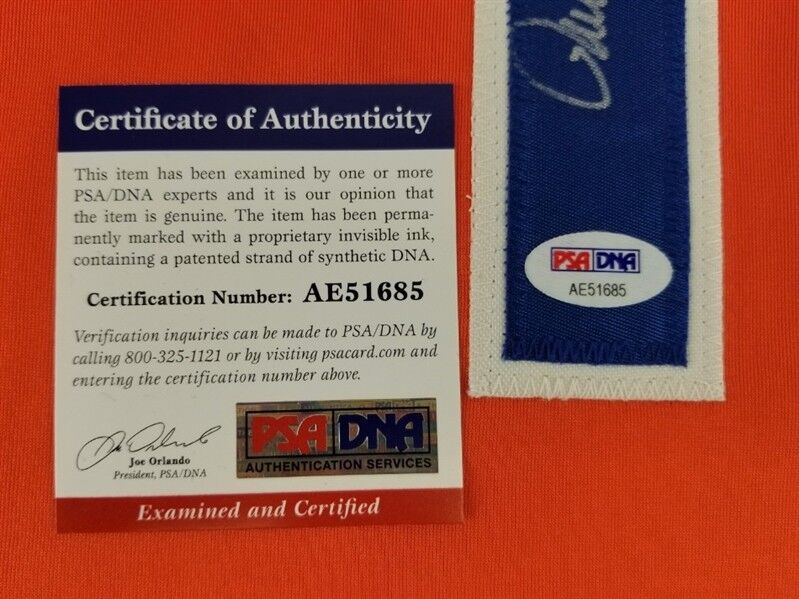 Certificate of Authenticity
This item has been examined by one or more
PSA/DNA experts and it is our opinion that
the item is genuine. The item has been perma-
nently marked with a proprietary invisible ink,
containing a patented strand of synthetic DNA.
Certification Number: AE51685
Verification inquiries can be made to PSA/DNA by
calling 800-325-1121 or by visiting psacard.com and
entering the certification number above.
Joe Orlando
President, PSA/DNA
PSA DNA
AUTHENTICATION SERVICES
Examined and Certified
PSA DNA
AE51685